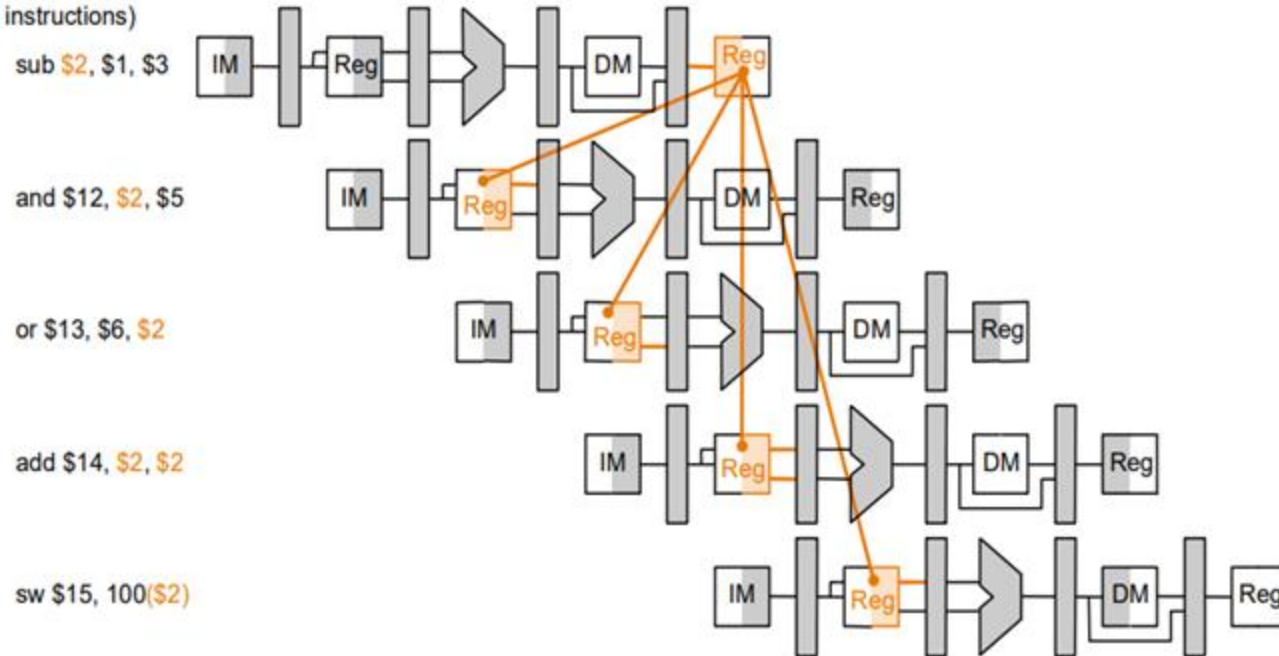 instructions)
sub $2, $1, $3 IM Reg DM Reg
and $12, $2, $5 IM Reg DM Reg
or $13, $6, $2 IM Reg DM Reg
add $14, $2, $2 IM Reg DM Reg
sw $15, 100($2) IM Reg DM Reg